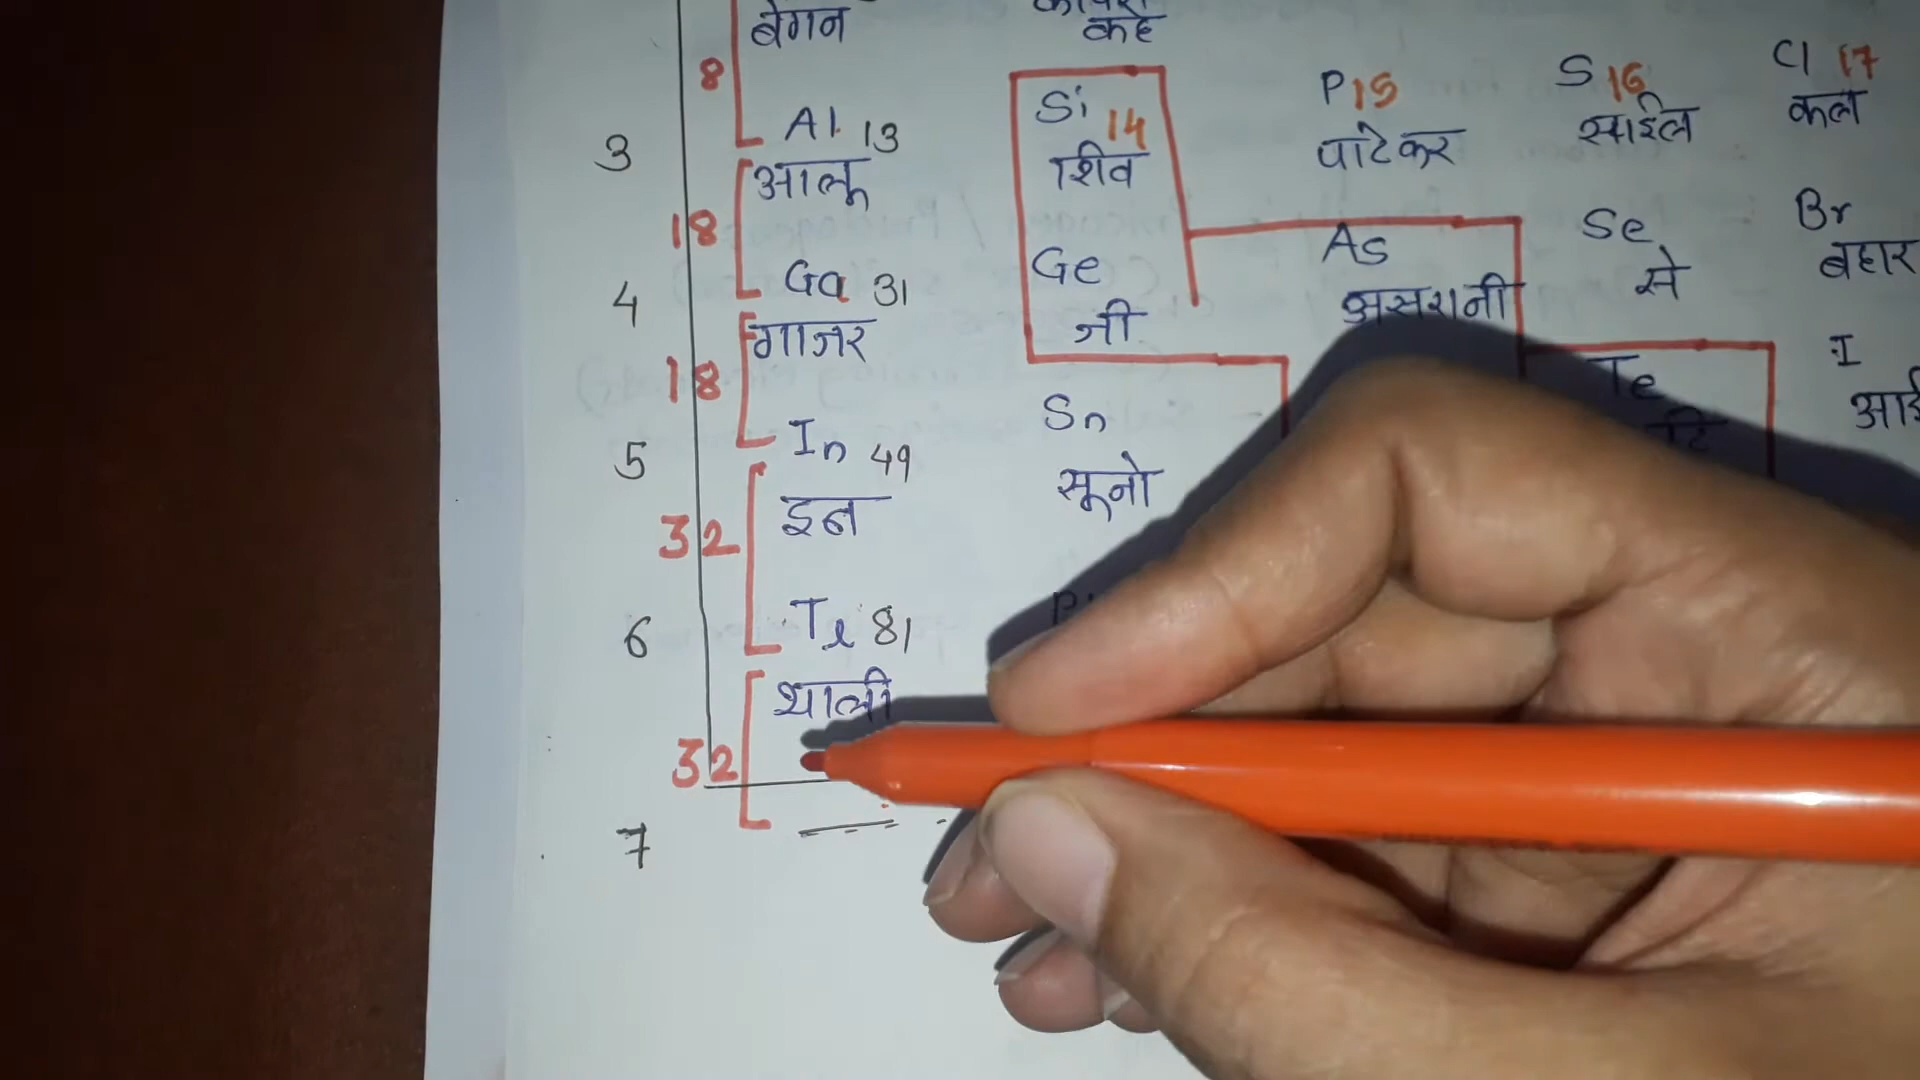 बैगन कह
8
Al 13 Si 14 P 15 S 16 Cl 17
3 आलू शिव पाटेकर स्टाईल कल
18
Ga 31 Ge As Se Br
4 गाजर जी असरानी से बहार
18
In 49 Sn Te I
5 इन सूनो
32
Tl 81
6 थाली
32
7